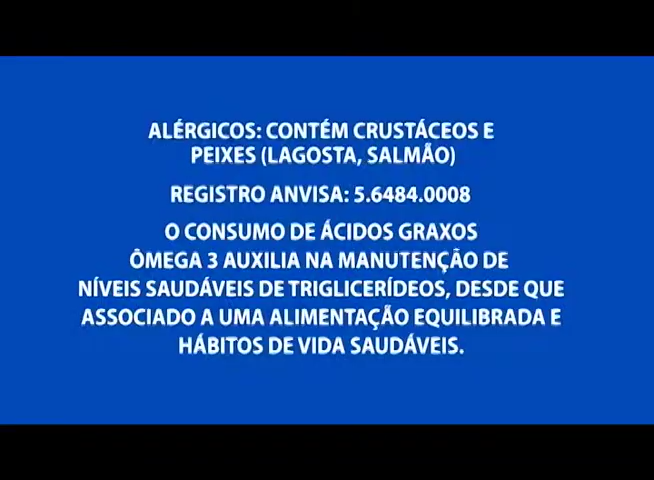 ALÉRGICOS: CONTÉM CRUSTÁCEOS E
PEIXES (LAGOSTA, SALMÃO)
REGISTRO ANVISA: 5.6484.0008
O CONSUMO DE ÁCIDOS GRAXOS
ÔMEGA 3 AUXILIA NA MANUTENÇÃO DE
NÍVEIS SAUDÁVEIS DE TRIGLICERÍDEOS, DESDE QUE
ASSOCIADO A UMA ALIMENTAÇÃO EQUILIBRADA E
HÁBITOS DE VIDA SAUDÁVEIS.